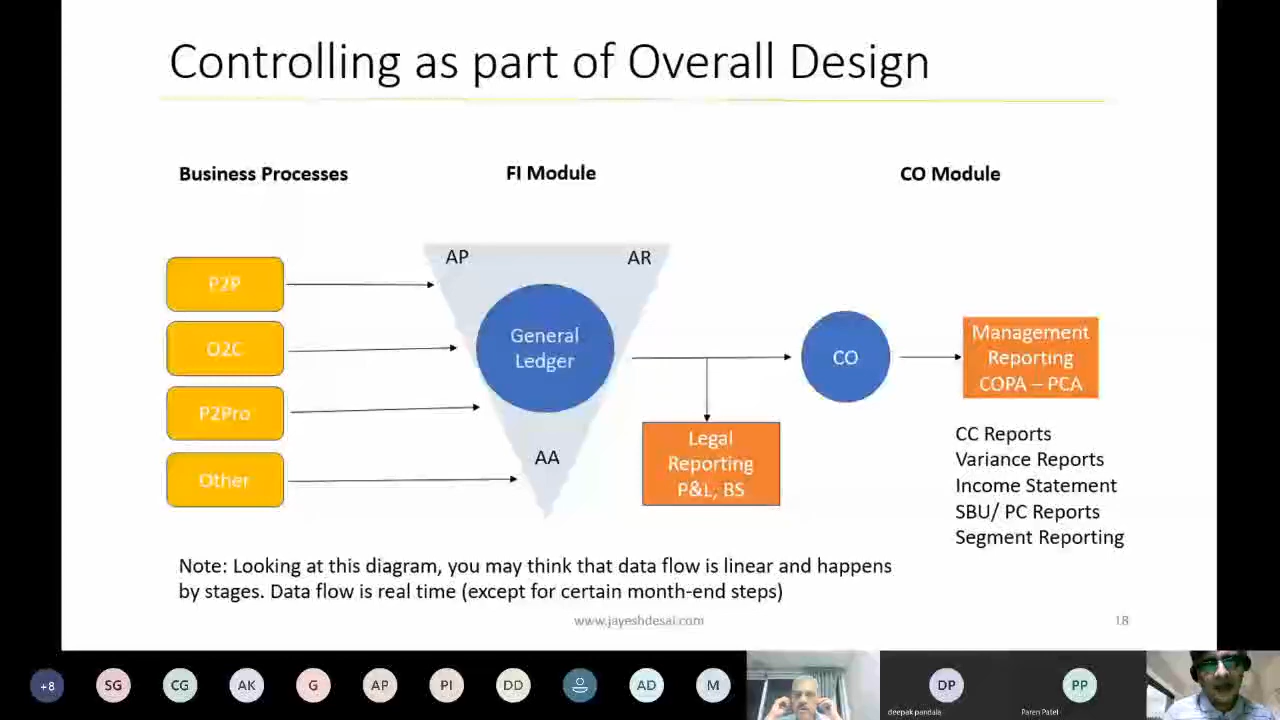 Controlling as part of Overall Design
Business Processes
FI Module
CO Module
AP
AR
P2P
O2C
P2Pro
Other
General
Ledger
AA
CO
Legal
Reporting
P&L, BS
Management
Reporting
COPA – PCA
CC Reports
Variance Reports
Income Statement
SBU/ PC Reports
Segment Reporting
Note: Looking at this diagram, you may think that data flow is linear and happens
by stages. Data flow is real time (except for certain month-end steps)
www.jayeshdesai.com
18
+8
SG
CG
AK
G
AP
PI
DD
AD
M
DP
deepak pandala
PP
Paren Patel